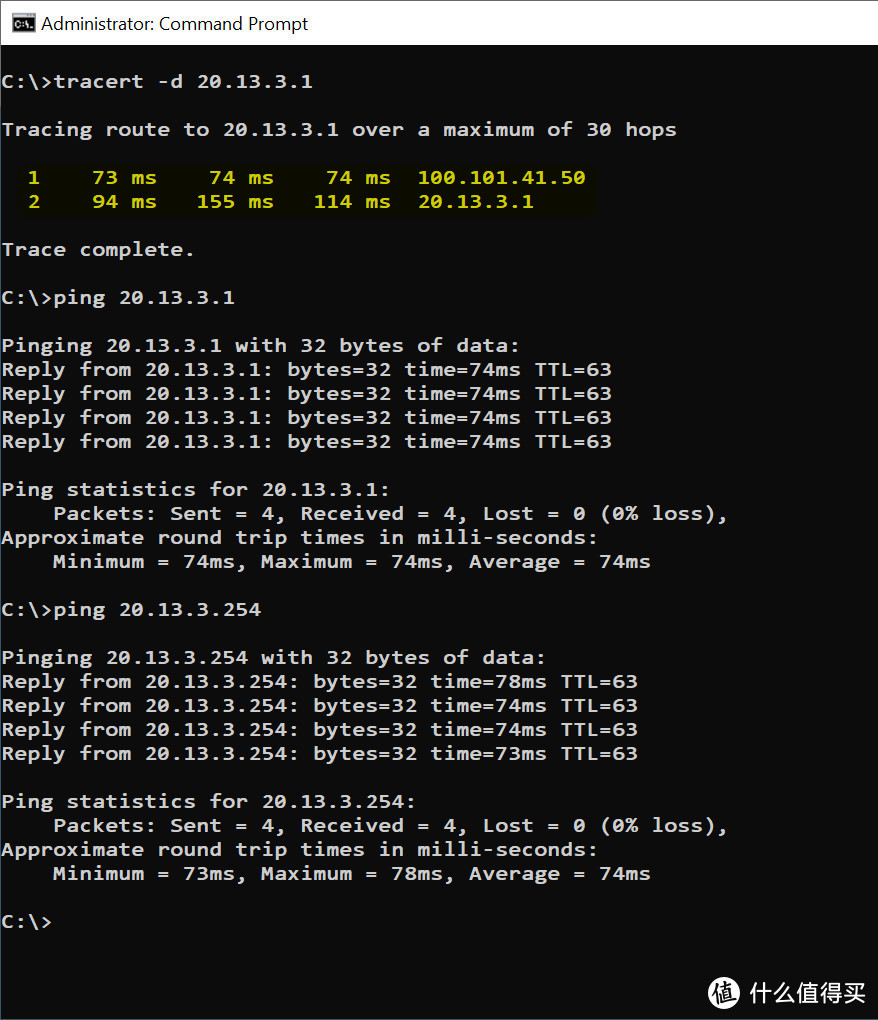 Administrator: Command Prompt
C:\>tracert -d 20.13.3.1
Tracing route to 20.13.3.1 over a maximum of 30 hops
1 73 ms 74 ms 74 ms 100.101.41.50
2 94 ms 155 ms 114 ms 20.13.3.1
Trace complete.
C:\>ping 20.13.3.1
Pinging 20.13.3.1 with 32 bytes of data:
Reply from 20.13.3.1: bytes=32 time=74ms TTL=63
Reply from 20.13.3.1: bytes=32 time=74ms TTL=63
Reply from 20.13.3.1: bytes=32 time=74ms TTL=63
Reply from 20.13.3.1: bytes=32 time=74ms TTL=63
Ping statistics for 20.13.3.1:
Packets: Sent = 4, Received = 4, Lost = 0 (0% loss),
Approximate round trip times in milli-seconds:
Minimum = 74ms, Maximum = 74ms, Average = 74ms
C:\>ping 20.13.3.254
Pinging 20.13.3.254 with 32 bytes of data:
Reply from 20.13.3.254: bytes=32 time=78ms TTL=63
Reply from 20.13.3.254: bytes=32 time=74ms TTL=63
Reply from 20.13.3.254: bytes=32 time=74ms TTL=63
Reply from 20.13.3.254: bytes=32 time=73ms TTL=63
Ping statistics for 20.13.3.254:
Packets: Sent = 4, Received = 4, Lost = 0 (0% loss),
Approximate round trip times in milli-seconds:
Minimum = 73ms, Maximum = 78ms, Average = 74ms
C:\>
值 什么值得买